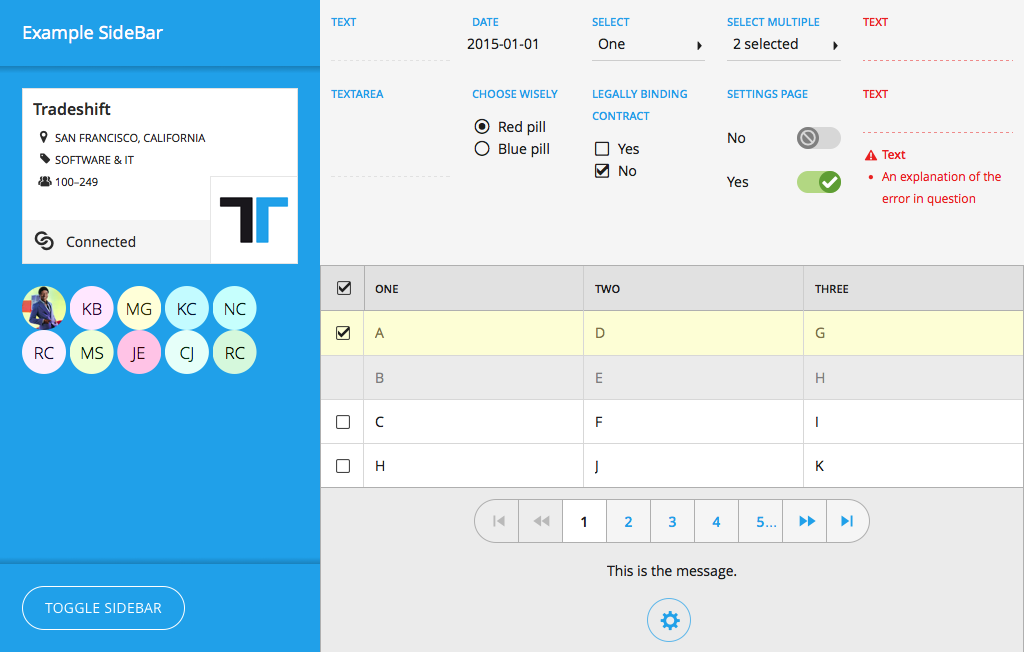 Example SideBar
Tradeshift
SAN FRANCISCO, CALIFORNIA
SOFTWARE & IT
100–249
Connected
KB MG KC NC
RC MS JE CJ RC
TOGGLE SIDEBAR
TEXT DATE SELECT SELECT MULTIPLE TEXT
2015-01-01 One 2 selected
TEXTAREA CHOOSE WISELY LEGALLY BINDING SETTINGS PAGE TEXT
CONTRACT
Red pill No
Blue pill Yes Text
No Yes An explanation of the
error in question
ONE TWO THREE
A D G
B E H
C F I
H J K
1 2 3 4 5...
This is the message.